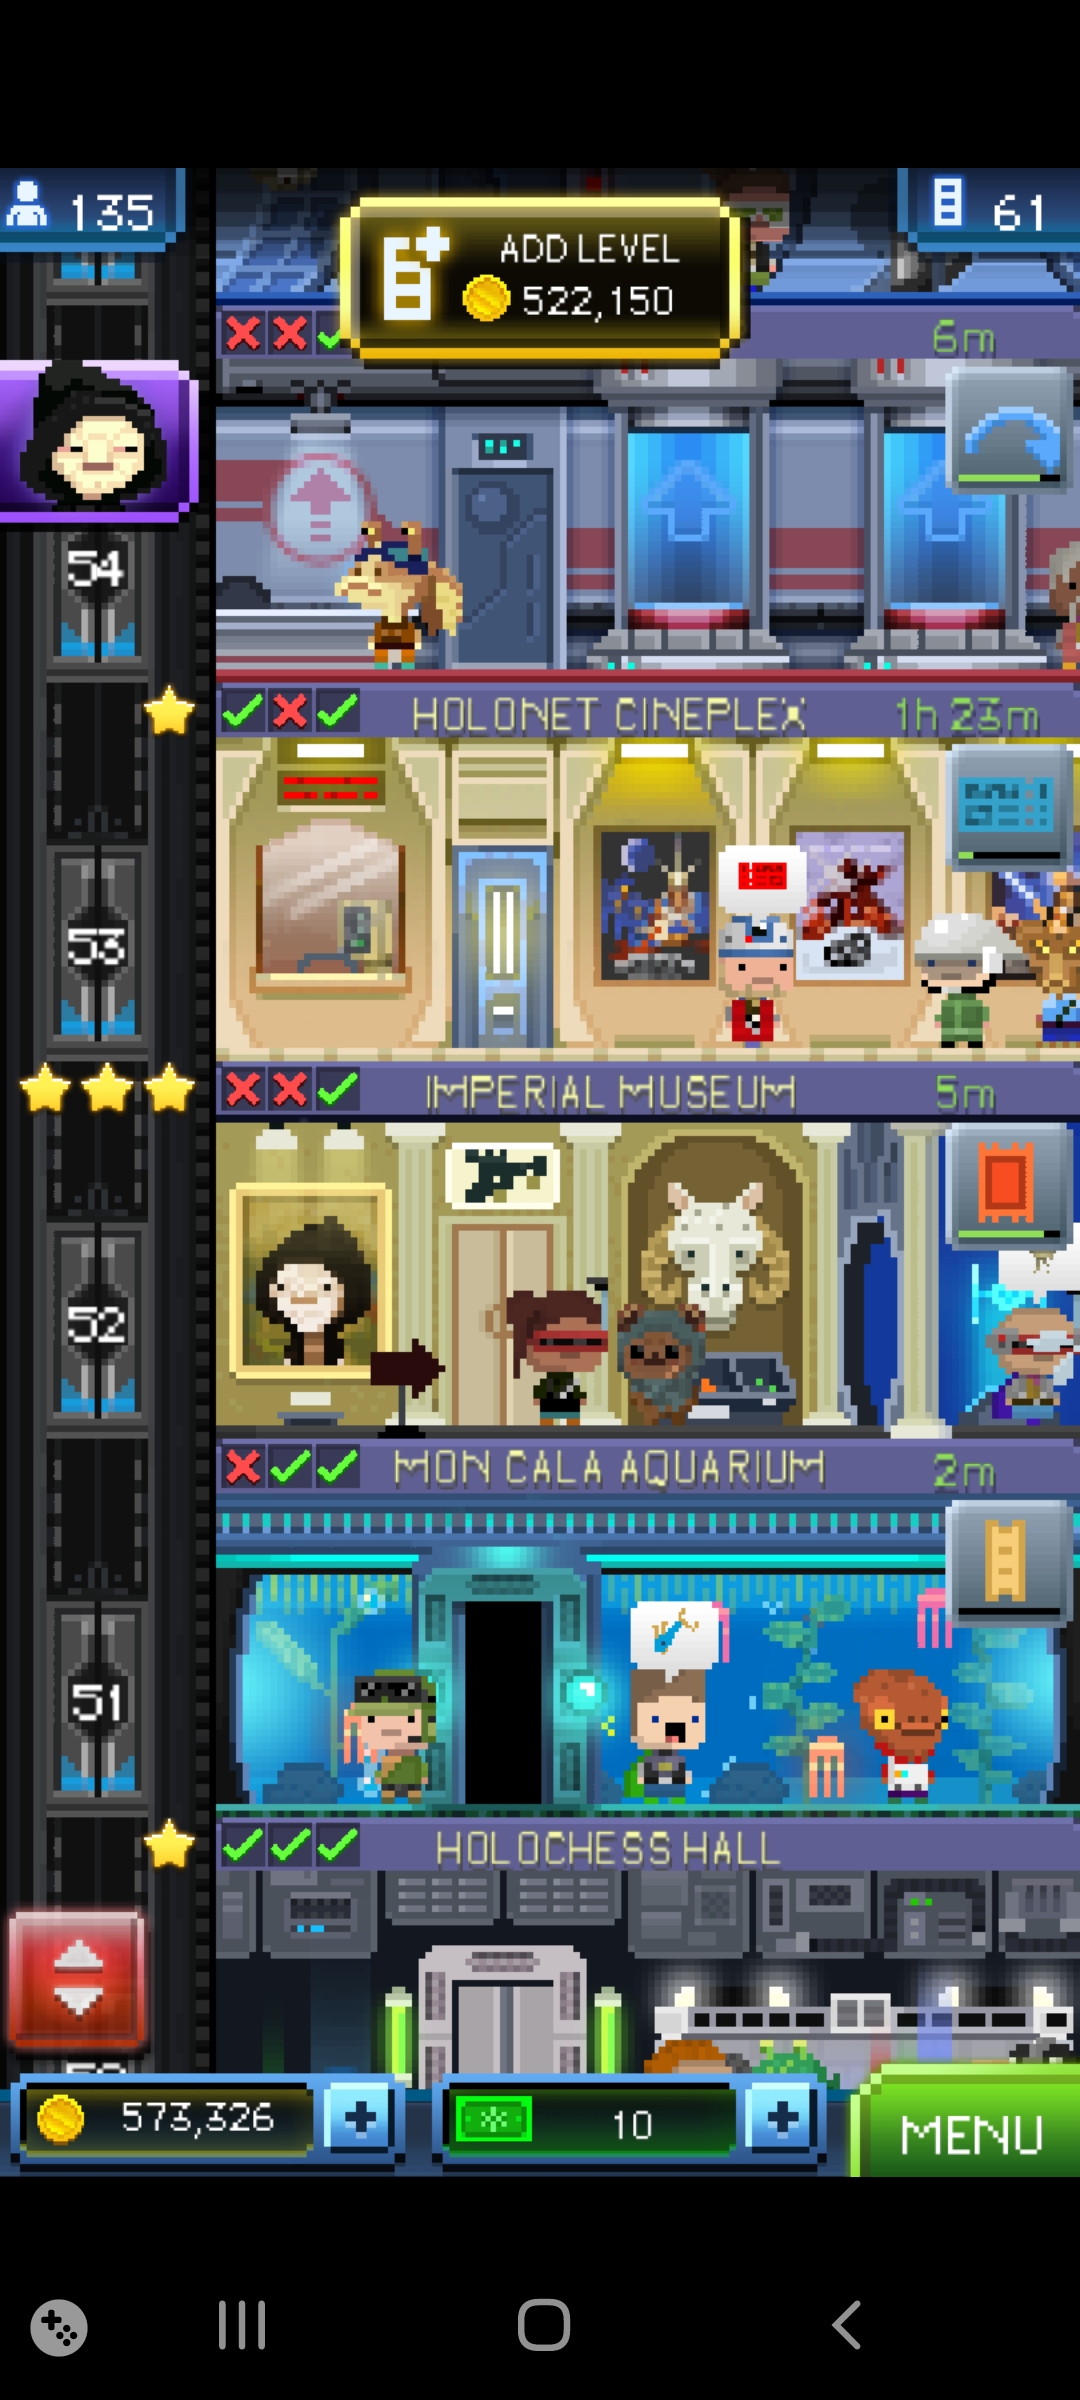 135
61
ADD LEVEL
522,150
6m
54
HOLONET CINEPLEX 1h 23m
53
IMPERIAL MUSEUM 5m
52
MON CALA AQUARIUM 2m
51
HOLOCHESS HALL
573,326
10
MENU